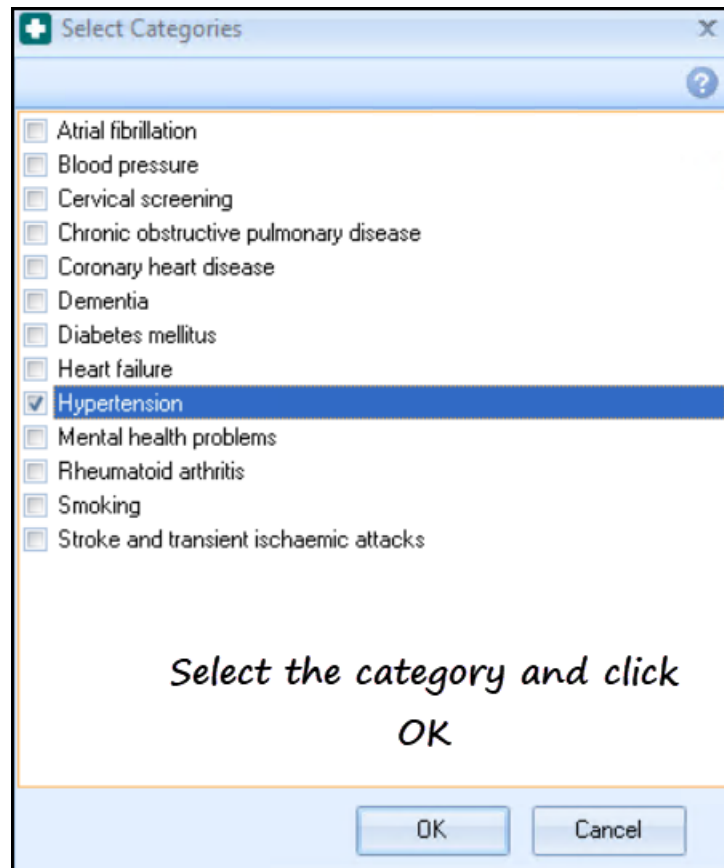 Select Categories
Atrial fibrillation
Blood pressure
Cervical screening
Chronic obstructive pulmonary disease
Coronary heart disease
Dementia
Diabetes mellitus
Heart failure
Hypertension
Mental health problems
Rheumatoid arthritis
Smoking
Stroke and transient ischaemic attacks
Select the category and click
OK
OK Cancel